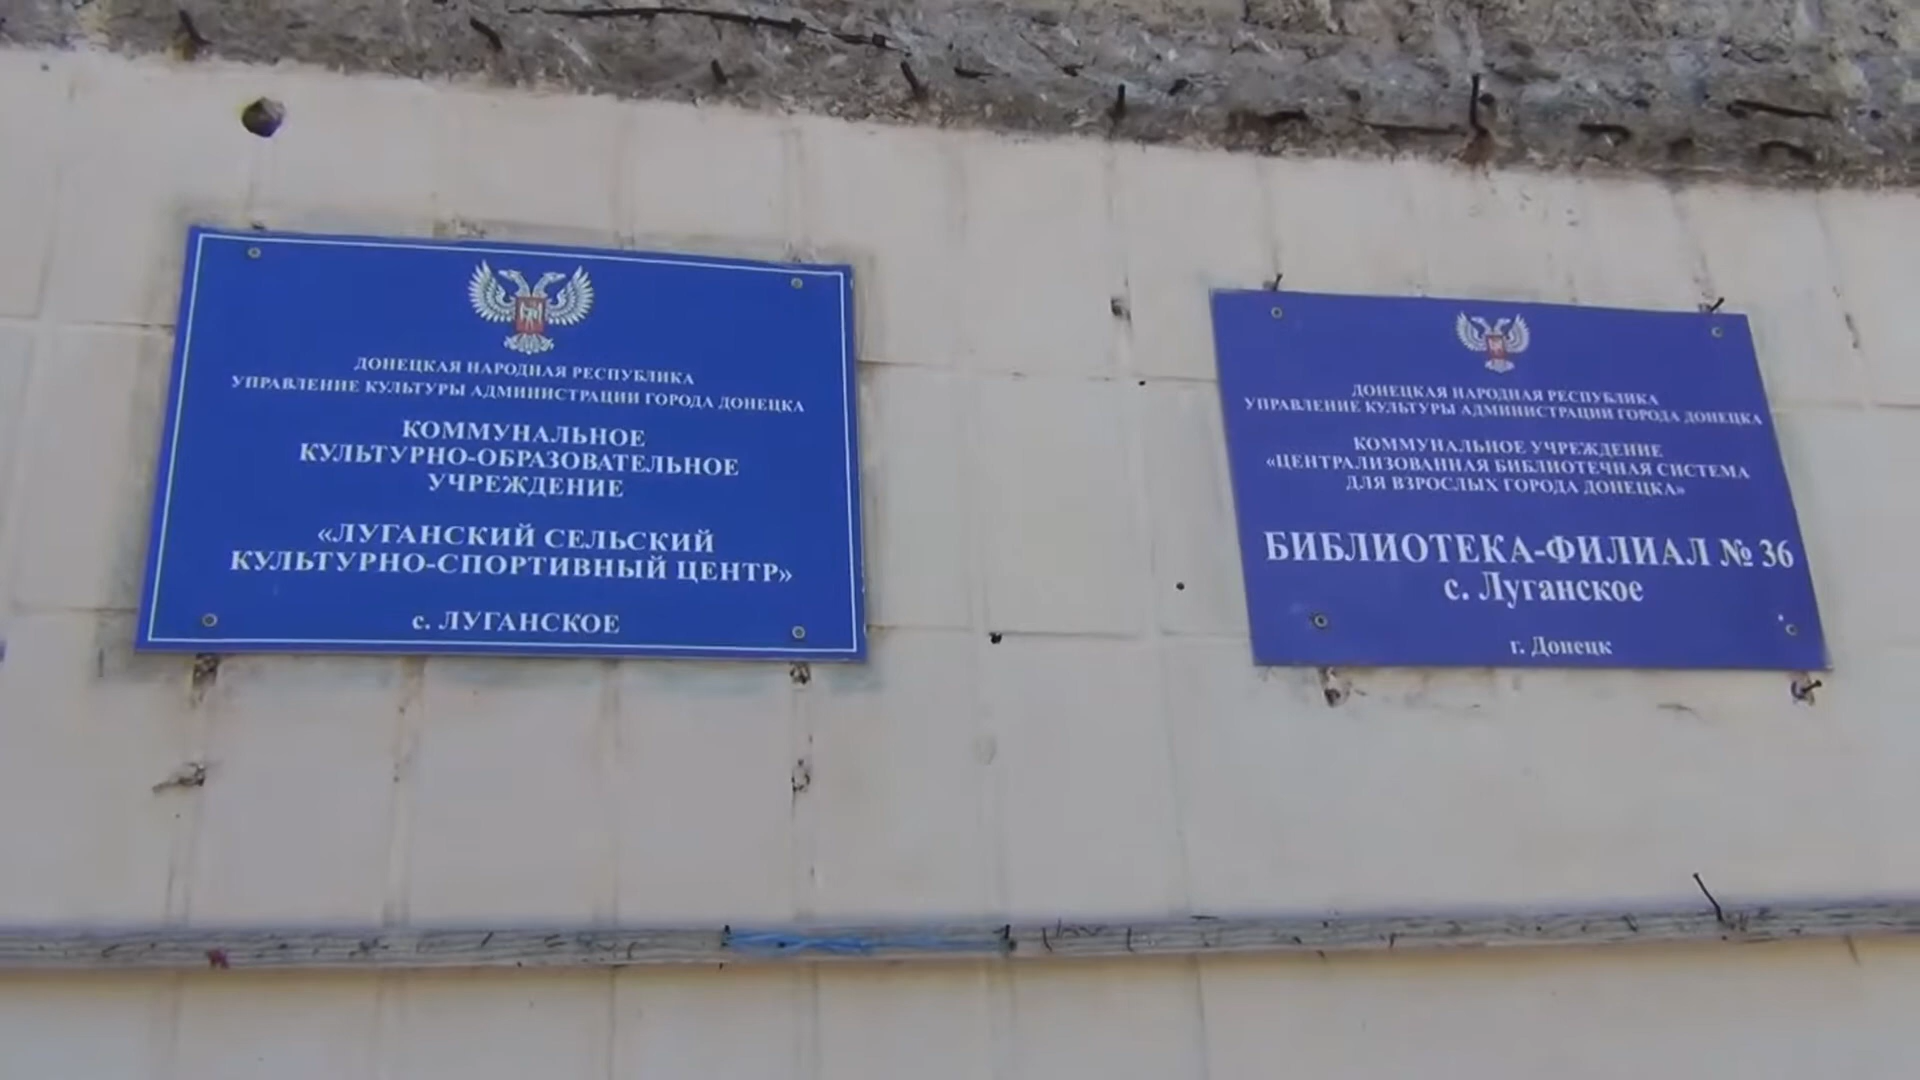 ДОНЕЦКАЯ НАРОДНАЯ РЕСПУБЛИКА
УПРАВЛЕНИЕ КУЛЬТУРЫ АДМИНИСТРАЦИИ ГОРОДА ДОНЕЦКА
КОММУНАЛЬНОЕ
КУЛЬТУРНО-ОБРАЗОВАТЕЛЬНОЕ
УЧРЕЖДЕНИЕ
«ЛУГАНСКИЙ СЕЛЬСКИЙ
КУЛЬТУРНО-СПОРТИВНЫЙ ЦЕНТР»
с. ЛУГАНСКОЕ
ДОНЕЦКАЯ НАРОДНАЯ РЕСПУБЛИКА
УПРАВЛЕНИЕ КУЛЬТУРЫ АДМИНИСТРАЦИИ ГОРОДА ДОНЕЦКА
КОММУНАЛЬНОЕ УЧРЕЖДЕНИЕ
«ЦЕНТРАЛИЗОВАННАЯ БИБЛИОТЕЧНАЯ СИСТЕМА
ДЛЯ ВЗРОСЛЫХ ГОРОДА ДОНЕЦКА»
БИБЛИОТЕКА-ФИЛИАЛ № 36
с. Луганское
г. Донецк